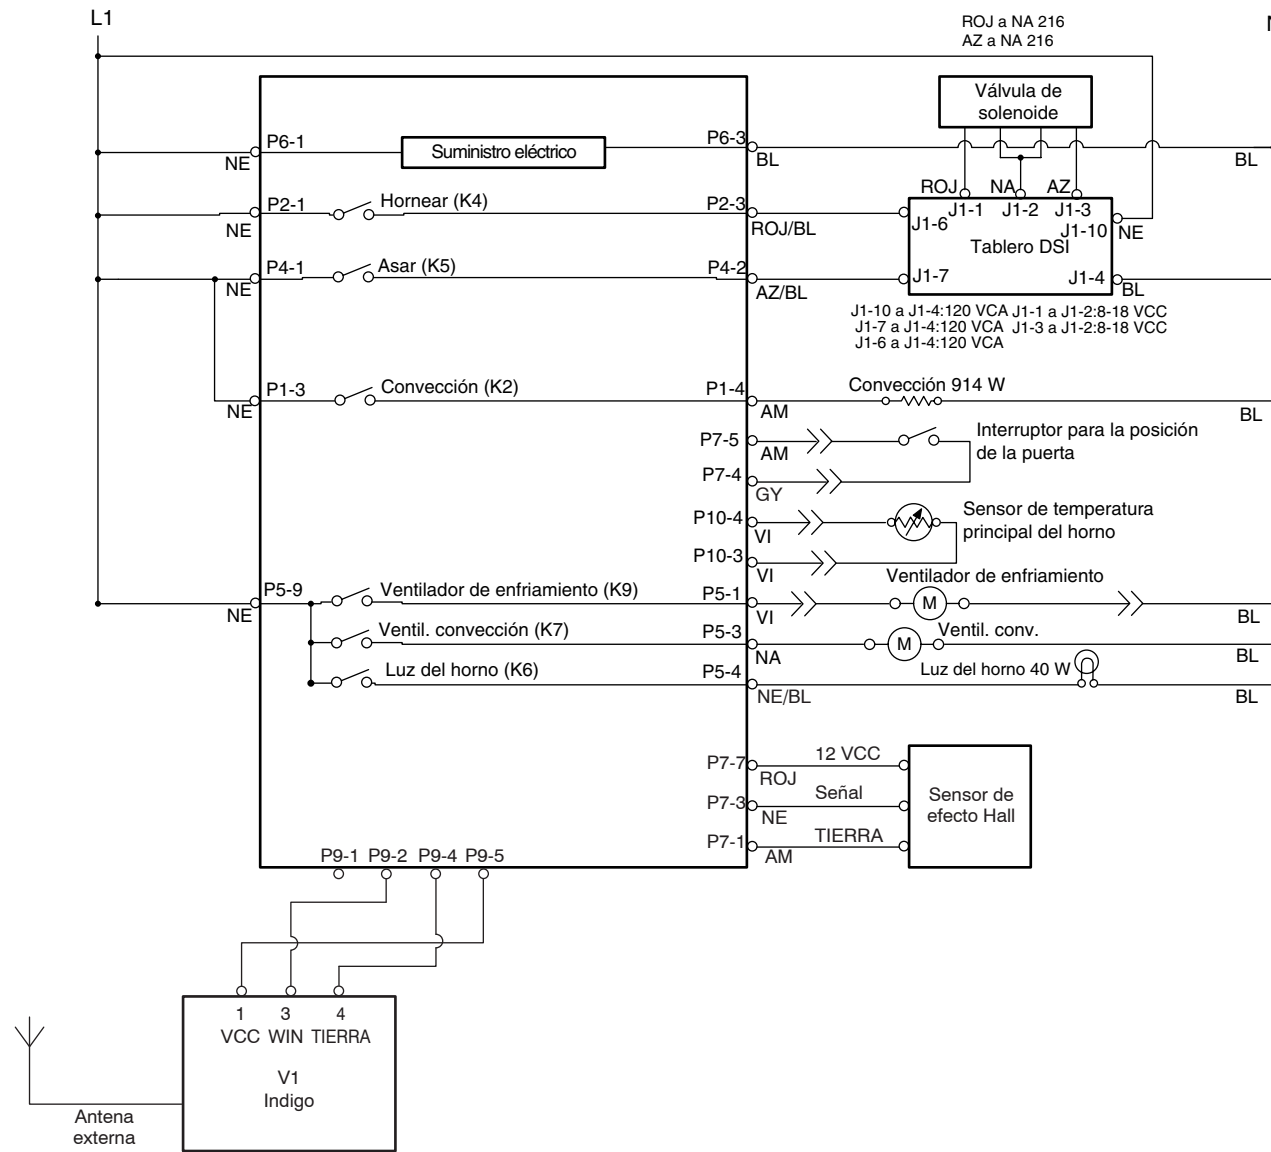 L1
ROJ a NA 216
AZ a NA 216
Válvula de
solenoide
P6-1
Suministro eléctrico
P6-3
NE
BL
BL
ROJ
NA
AZ
P2-1
Hornear (K4)
P2-3
J1-1
J1-2
J1-3
NE
ROJ/BL
J1-6
J1-10
NE
Tablero DSI
P4-1
Asar (K5)
P4-2
J1-7
J1-4
NE
AZ/BL
BL
J1-10 a J1-4:120 VCA
J1-1 a J1-2:8-18 VCC
J1-7 a J1-4:120 VCA
J1-3 a J1-2:8-18 VCC
J1-6 a J1-4:120 VCA
P1-3
Convección (K2)
P1-4
Convección 914 W
NE
AM
BL
P7-5
AM
Interruptor para la posición
de la puerta
P7-4
GY
P10-4
VI
Sensor de temperatura
principal del horno
P10-3
VI
P5-9
Ventilador de enfriamiento (K9)
P5-1
Ventilador de enfriamiento
NE
VI
M
BL
Ventil. convección (K7)
P5-3
Ventil. conv.
NA
M
BL
Luz del horno (K6)
P5-4
Luz del horno 40 W
NE/BL
BL
P7-7
12 VCC
ROJ
P7-3
Señal
NE
Sensor de
efecto Hall
P7-1
TIERRA
AM
P9-1
P9-2
P9-4
P9-5
1
3
4
VCC
WIN
TIERRA
V1
Indigo
Antena
externa